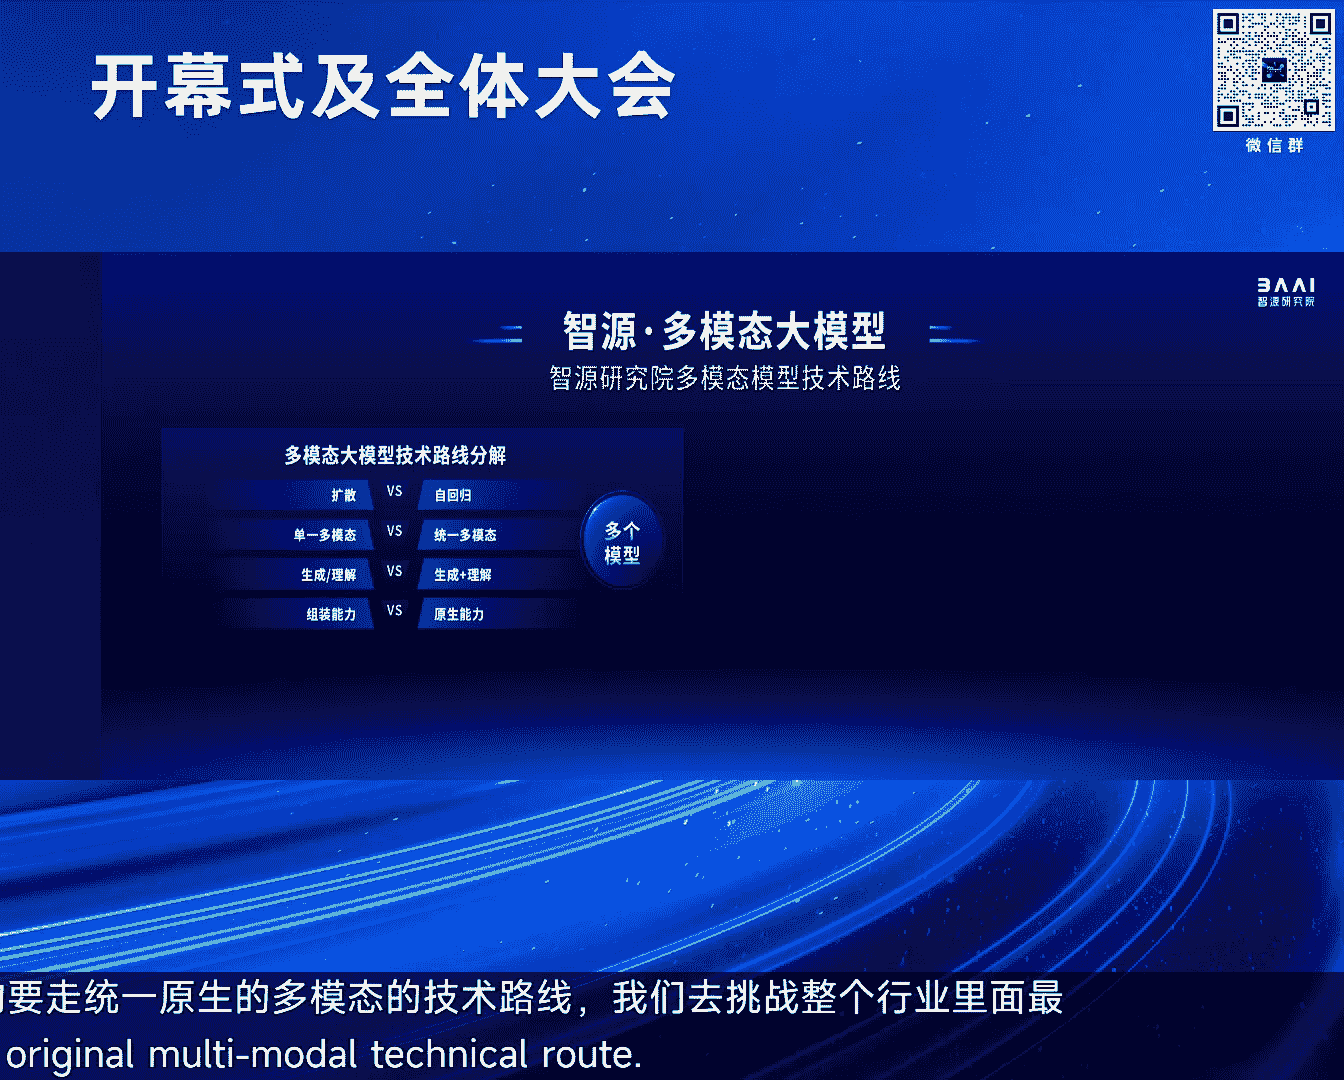 开幕式及全体大会
微信群
BAAI
智源研究院
智源·多模态大模型
智源研究院多模态模型技术路线
多模态大模型技术路线分解
扩散 VS 自回归
单一多模态 VS 统一多模态
生成/理解 VS 生成+理解
组装能力 VS 原生能力
多个
模型
要走统一原生的多模态的技术路线，我们去挑战整个行业里面最
original multi-modal technical route.